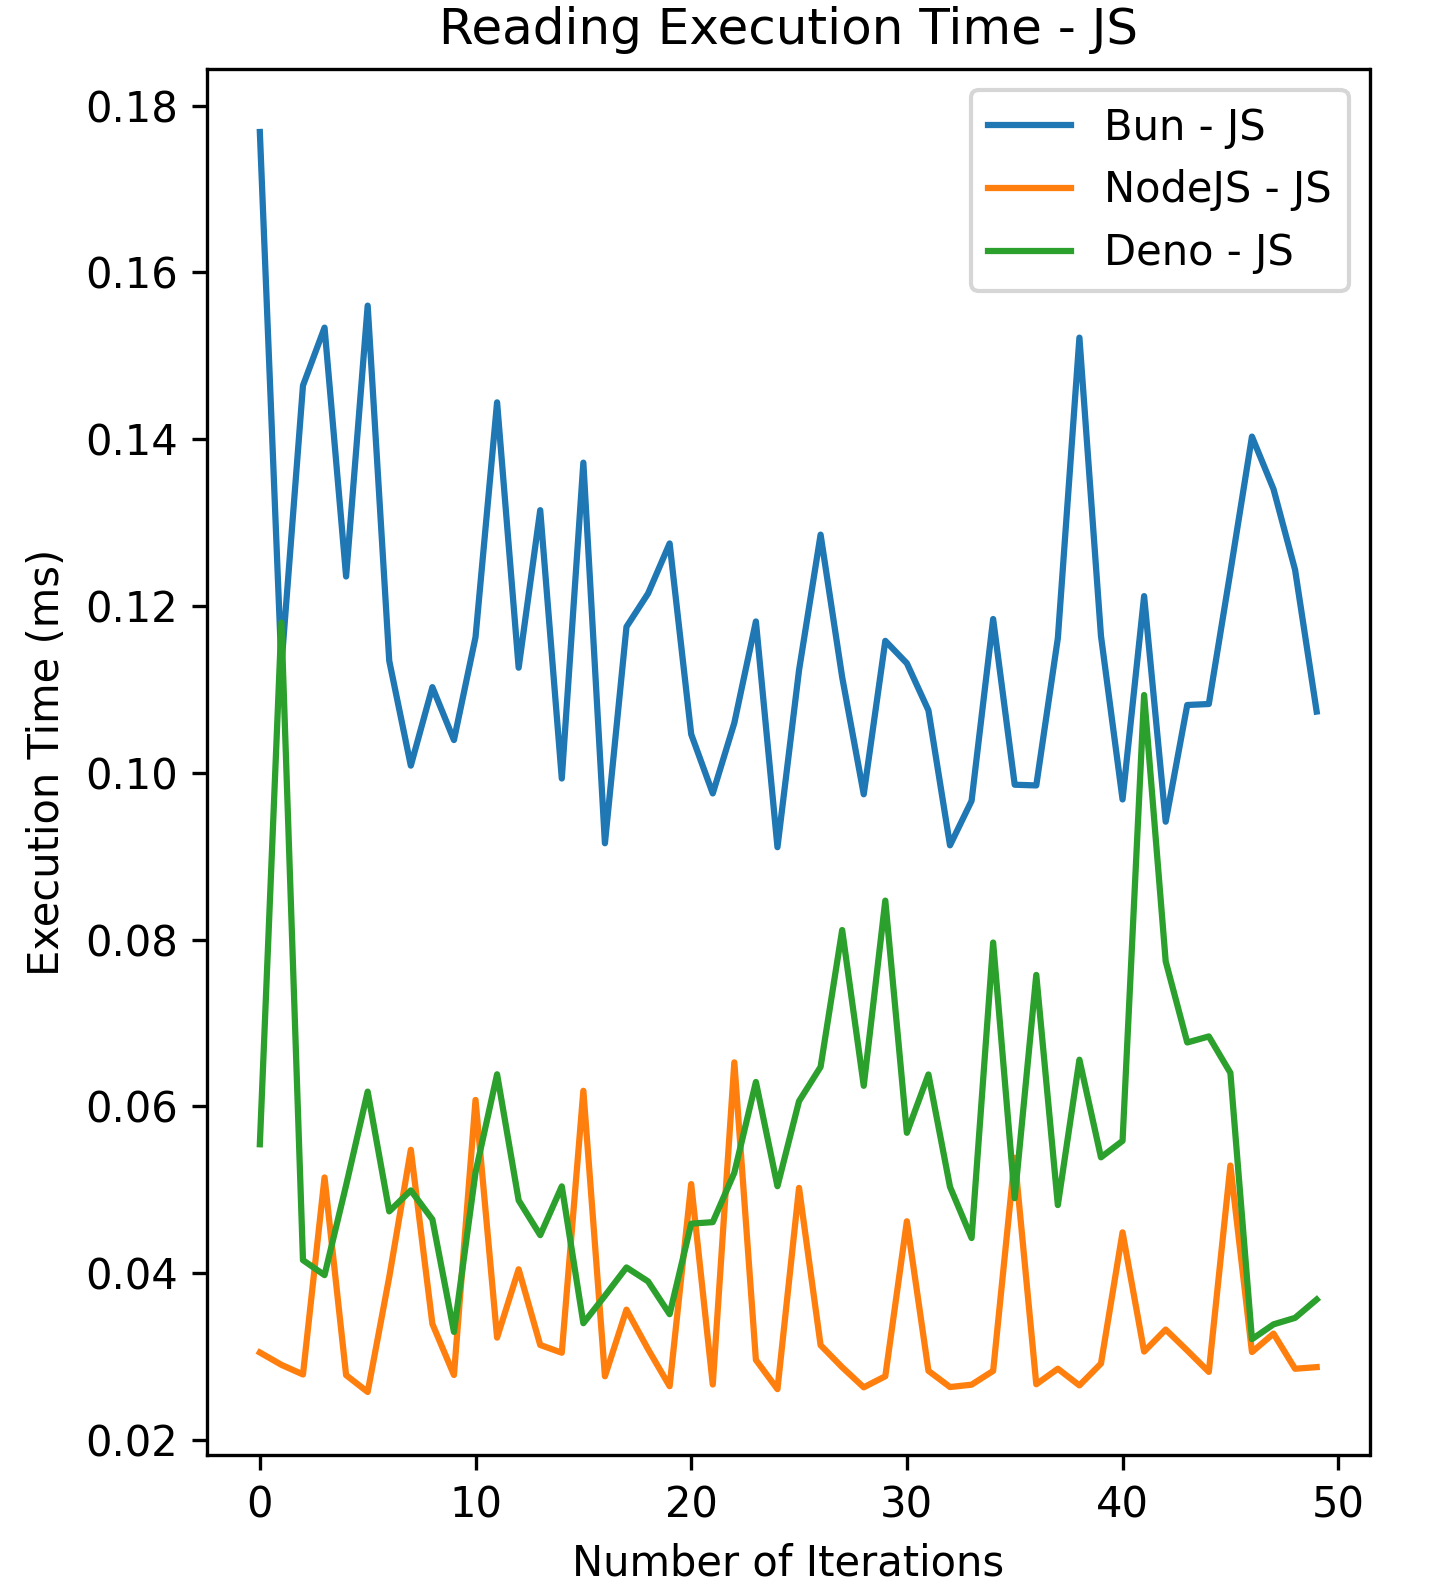 Reading Execution Time - JS
Bun - JS
NodeJS - JS
Deno - JS
Execution Time (ms)
0.18
0.16
0.14
0.12
0.10
0.08
0.06
0.04
0.02
0 10 20 30 40 50
Number of Iterations